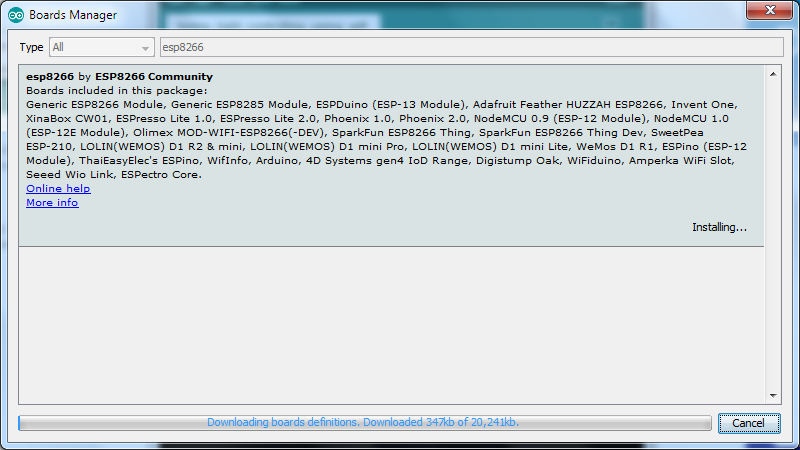 Boards Manager
Type All esp8266
esp8266 by ESP8266 Community
Boards included in this package:
Generic ESP8266 Module, Generic ESP8285 Module, ESPDuino (ESP-13 Module), Adafruit Feather HUZZAH ESP8266, Invent One,
XinaBox CW01, ESPresso Lite 1.0, ESPresso Lite 2.0, Phoenix 1.0, Phoenix 2.0, NodeMCU 0.9 (ESP-12 Module), NodeMCU 1.0
(ESP-12E Module), Olimex MOD-WIFI-ESP8266(-DEV), SparkFun ESP8266 Thing, SparkFun ESP8266 Thing Dev, SweetPea
ESP-210, LOLIN(WEMOS) D1 R2 & mini, LOLIN(WEMOS) D1 mini Pro, LOLIN(WEMOS) D1 mini Lite, WeMos D1 R1, ESPino (ESP-12
Module), ThaiEasyElec's ESPino, WifInfo, Arduino, 4D Systems gen4 IoD Range, Digistump Oak, WiFiduino, Amperka WiFi Slot,
Seeed Wio Link, ESPectro Core.
Online help
More info
Installing...
Downloading boards definitions. Downloaded 347kb of 20,241kb.
Cancel